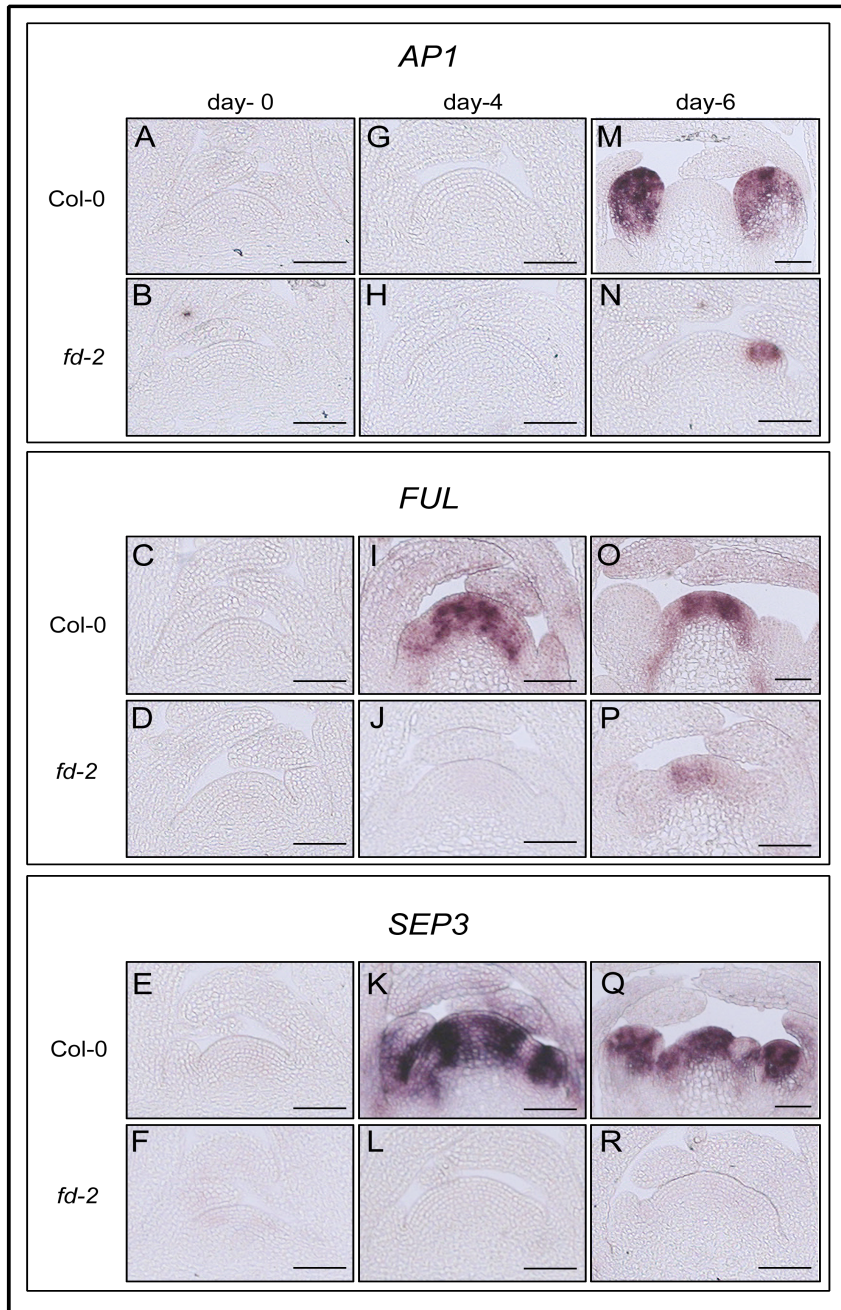 AP1
day- 0 day-4 day-6
A G M
Col-0
B H N
fd-2
FUL
C I O
Col-0
D J P
fd-2
SEP3
E K Q
Col-0
F L R
fd-2